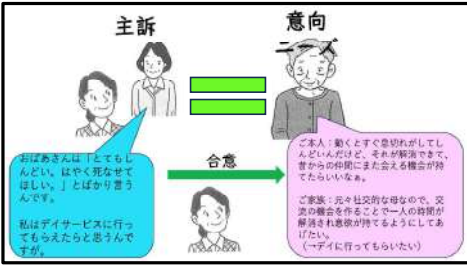 主訴
意向
ニーズ
おばあさんは「とてもし
んどい。はやく死なせて
ほしい。」とばかり言う
んです。
私はデイサービスに行っ
てもらえたらと思うんで
すが。
合意
ご本人：動くとすぐ息切れがしてし
んどいんだけど、それが解消できて、
昔からの仲間にまた会える機会が持
てたらいいなぁ。
ご家族：元々社交的な母なので、交
流の機会を作ることで一人の時間が
解消され意欲が持てるようにしてあ
げたい。
（→デイに行ってもらいたい）